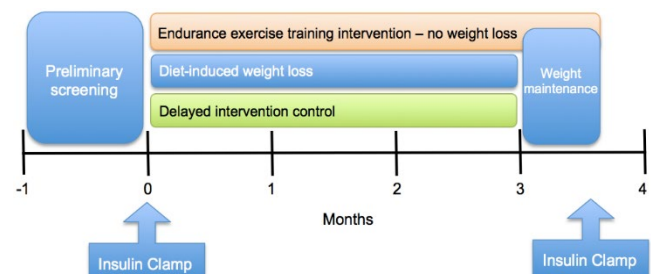 Endurance exercise training intervention – no weight loss
Preliminary
screening
Diet-induced weight loss
Weight
maintenance
Delayed intervention control
-1
0
1
2
3
4
Months
Insulin Clamp
Insulin Clamp